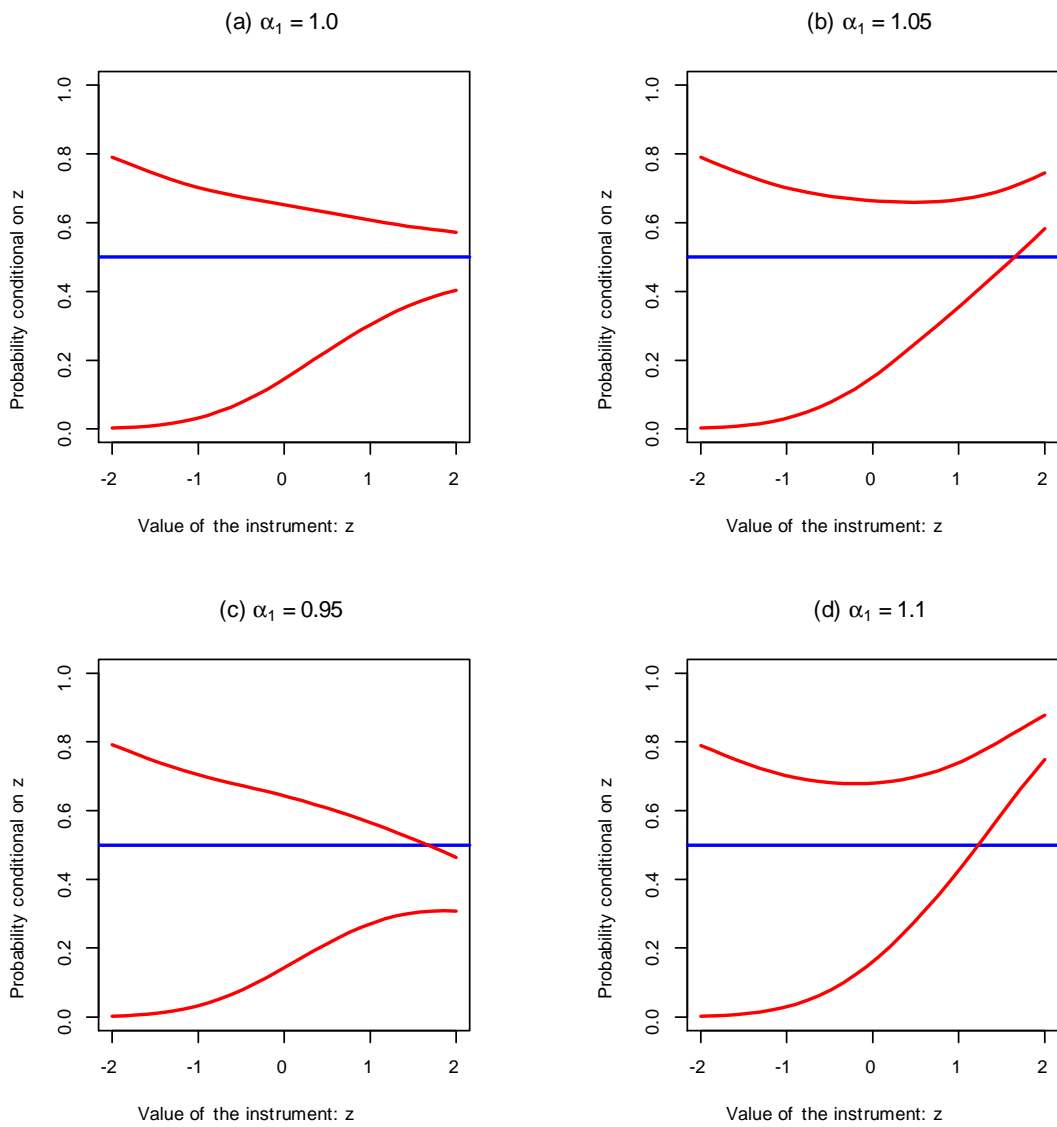 (a) α₁ = 1.0
Probability conditional on z
1.0
0.8
0.6
0.4
0.2
0.0
-2 -1 0 1 2
Value of the instrument: z
(b) α₁ = 1.05
Probability conditional on z
1.0
0.8
0.6
0.4
0.2
0.0
-2 -1 0 1 2
Value of the instrument: z
(c) α₁ = 0.95
Probability conditional on z
1.0
0.8
0.6
0.4
0.2
0.0
-2 -1 0 1 2
Value of the instrument: z
(d) α₁ = 1.1
Probability conditional on z
1.0
0.8
0.6
0.4
0.2
0.0
-2 -1 0 1 2
Value of the instrument: z